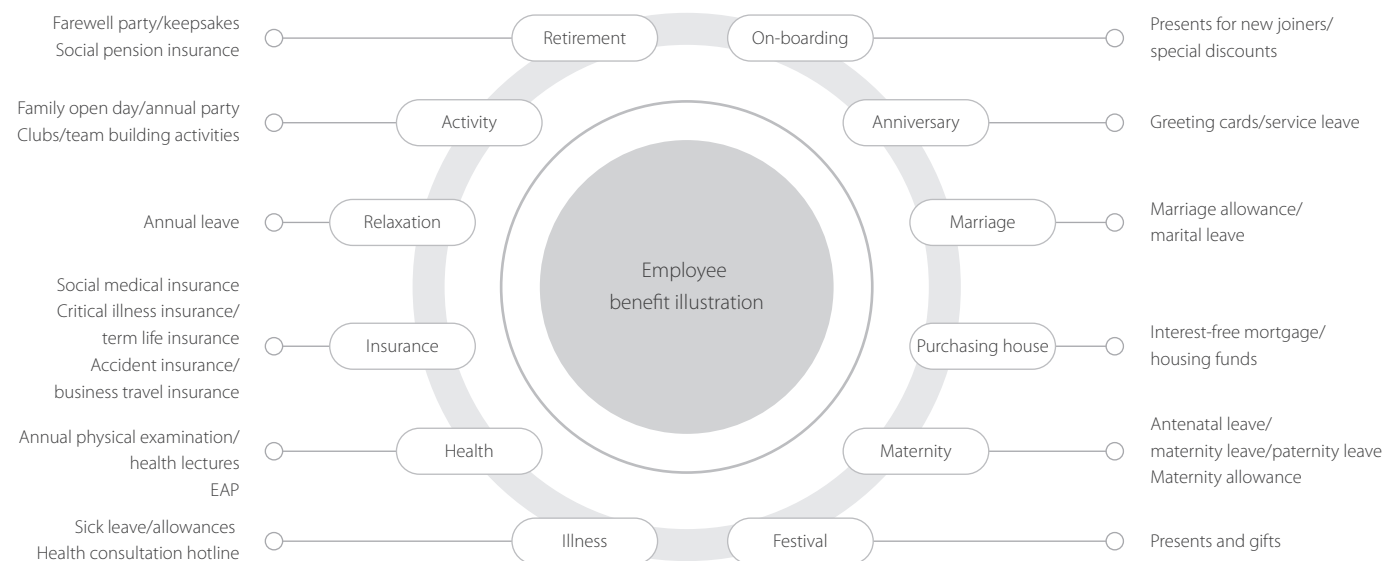 Farewell party/keepsakes
Social pension insurance
Retirement
On-boarding
Presents for new joiners/
special discounts
Family open day/annual party
Clubs/team building activities
Activity
Anniversary
Greeting cards/service leave
Annual leave
Relaxation
Marriage
Marriage allowance/
marital leave
Employee
benefit illustration
Social medical insurance
Critical illness insurance/
term life insurance
Accident insurance/
business travel insurance
Insurance
Purchasing house
Interest-free mortgage/
housing funds
Annual physical examination/
health lectures
EAP
Health
Maternity
Antenatal leave/
maternity leave/paternity leave
Maternity allowance
Sick leave/allowances
Health consultation hotline
Illness
Festival
Presents and gifts